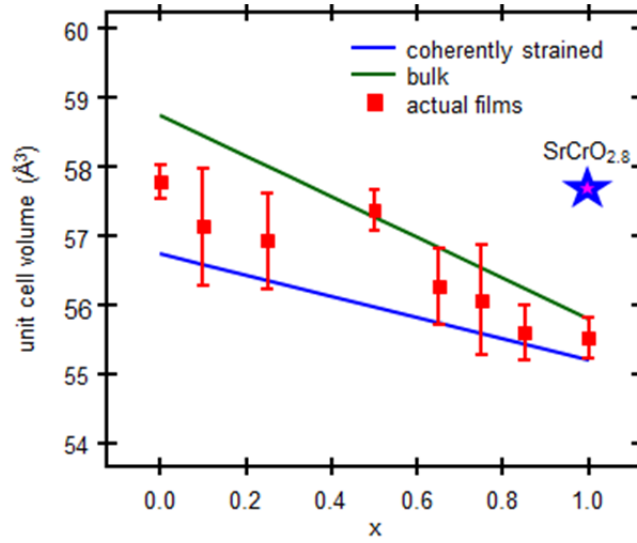 60
59
58
57
56
55
54
unit cell volume (Å³)
coherently strained
bulk
actual films
SrCrO₂.₈
0.0 0.2 0.4 0.6 0.8 1.0
x